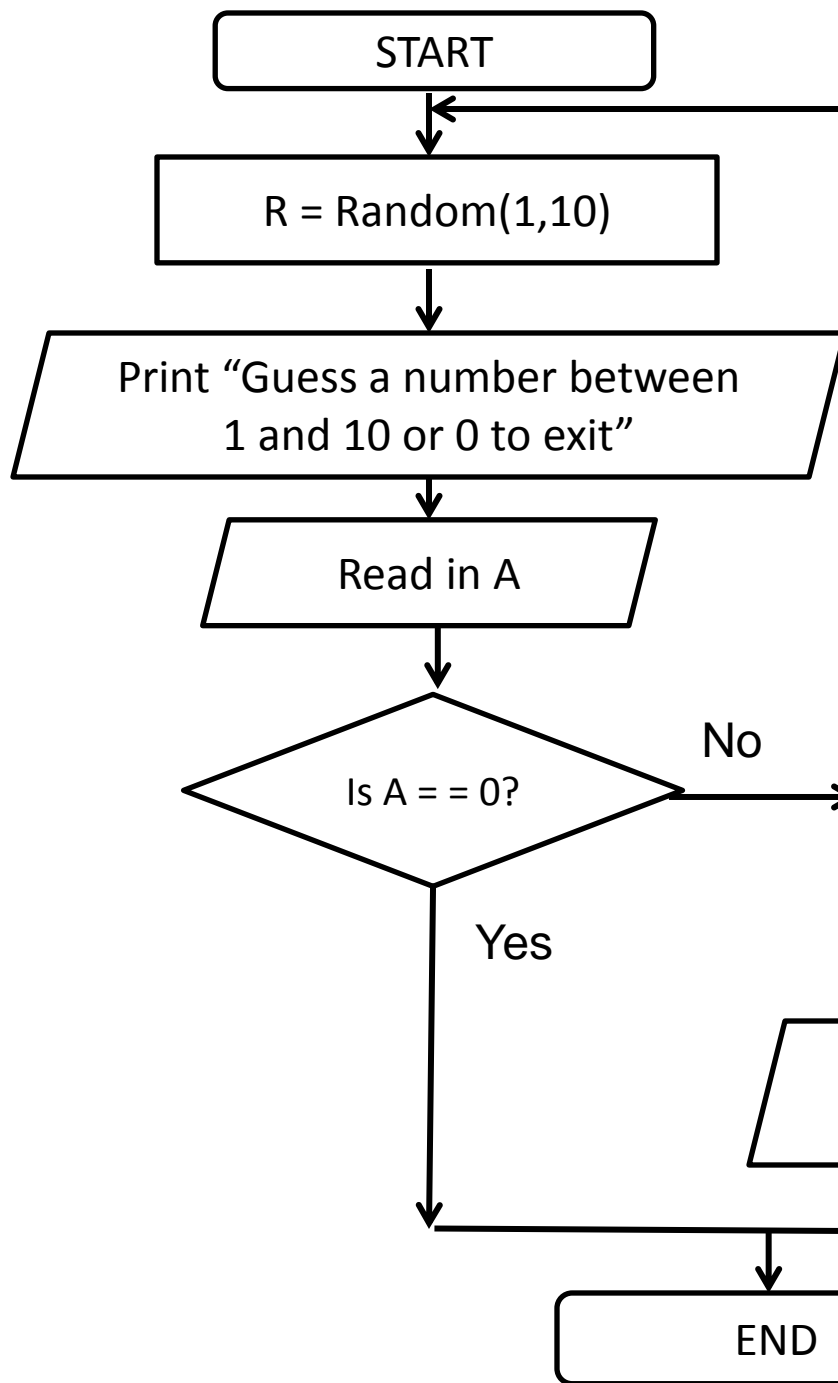 START
R = Random(1,10)
Print “Guess a number between
1 and 10 or 0 to exit”
Read in A
Is A = = 0?
No
Yes
END